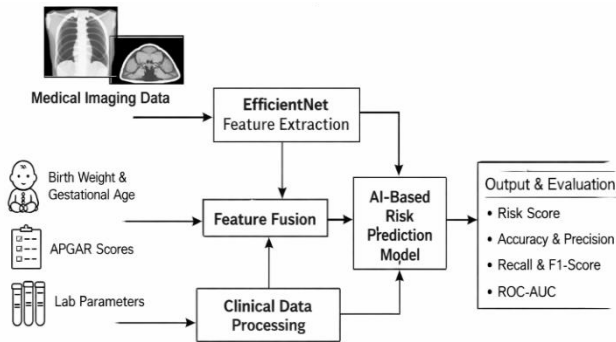 Medical Imaging Data
EfficientNet
Feature Extraction
Birth Weight &
Gestational Age
Feature Fusion
AI-Based
Risk
Prediction
Model
Output & Evaluation
• Risk Score
• Accuracy & Precision
• Recall & F1-Score
• ROC-AUC
APGAR Scores
Lab Parameters
Clinical Data
Processing